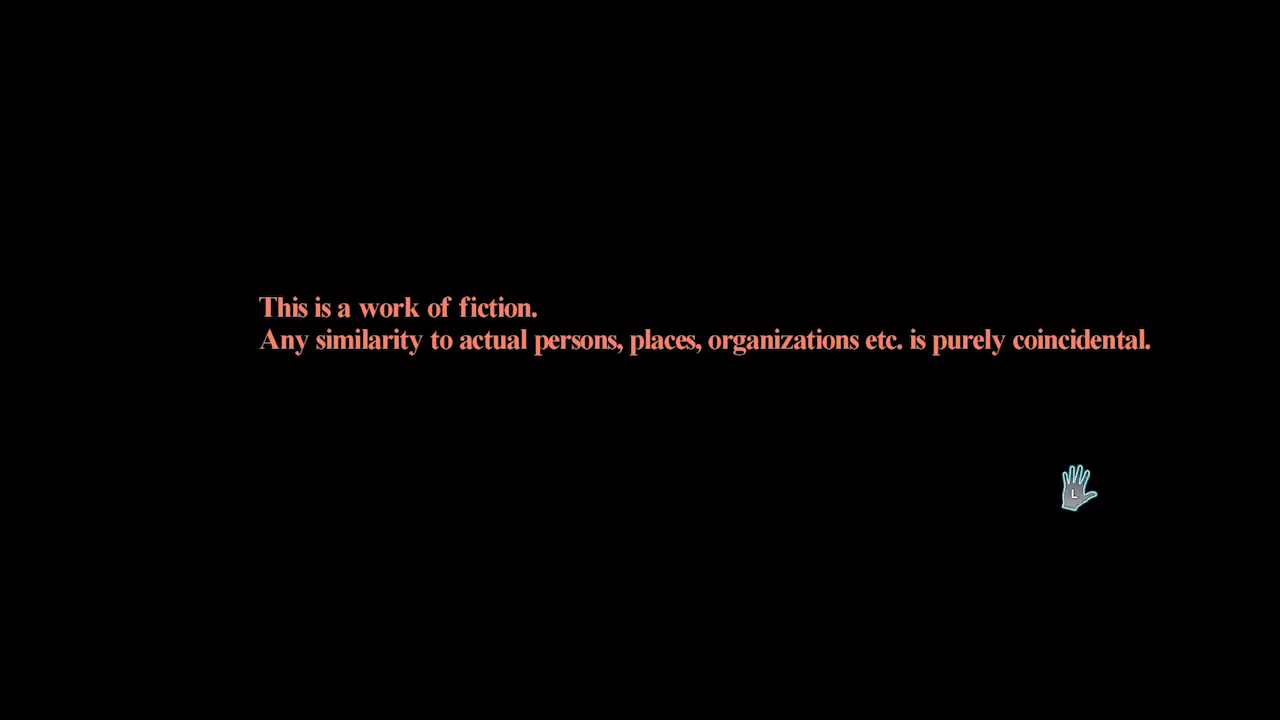 This is a work of fiction.
Any similarity to actual persons, places, organizations etc. is purely coincidental.
L